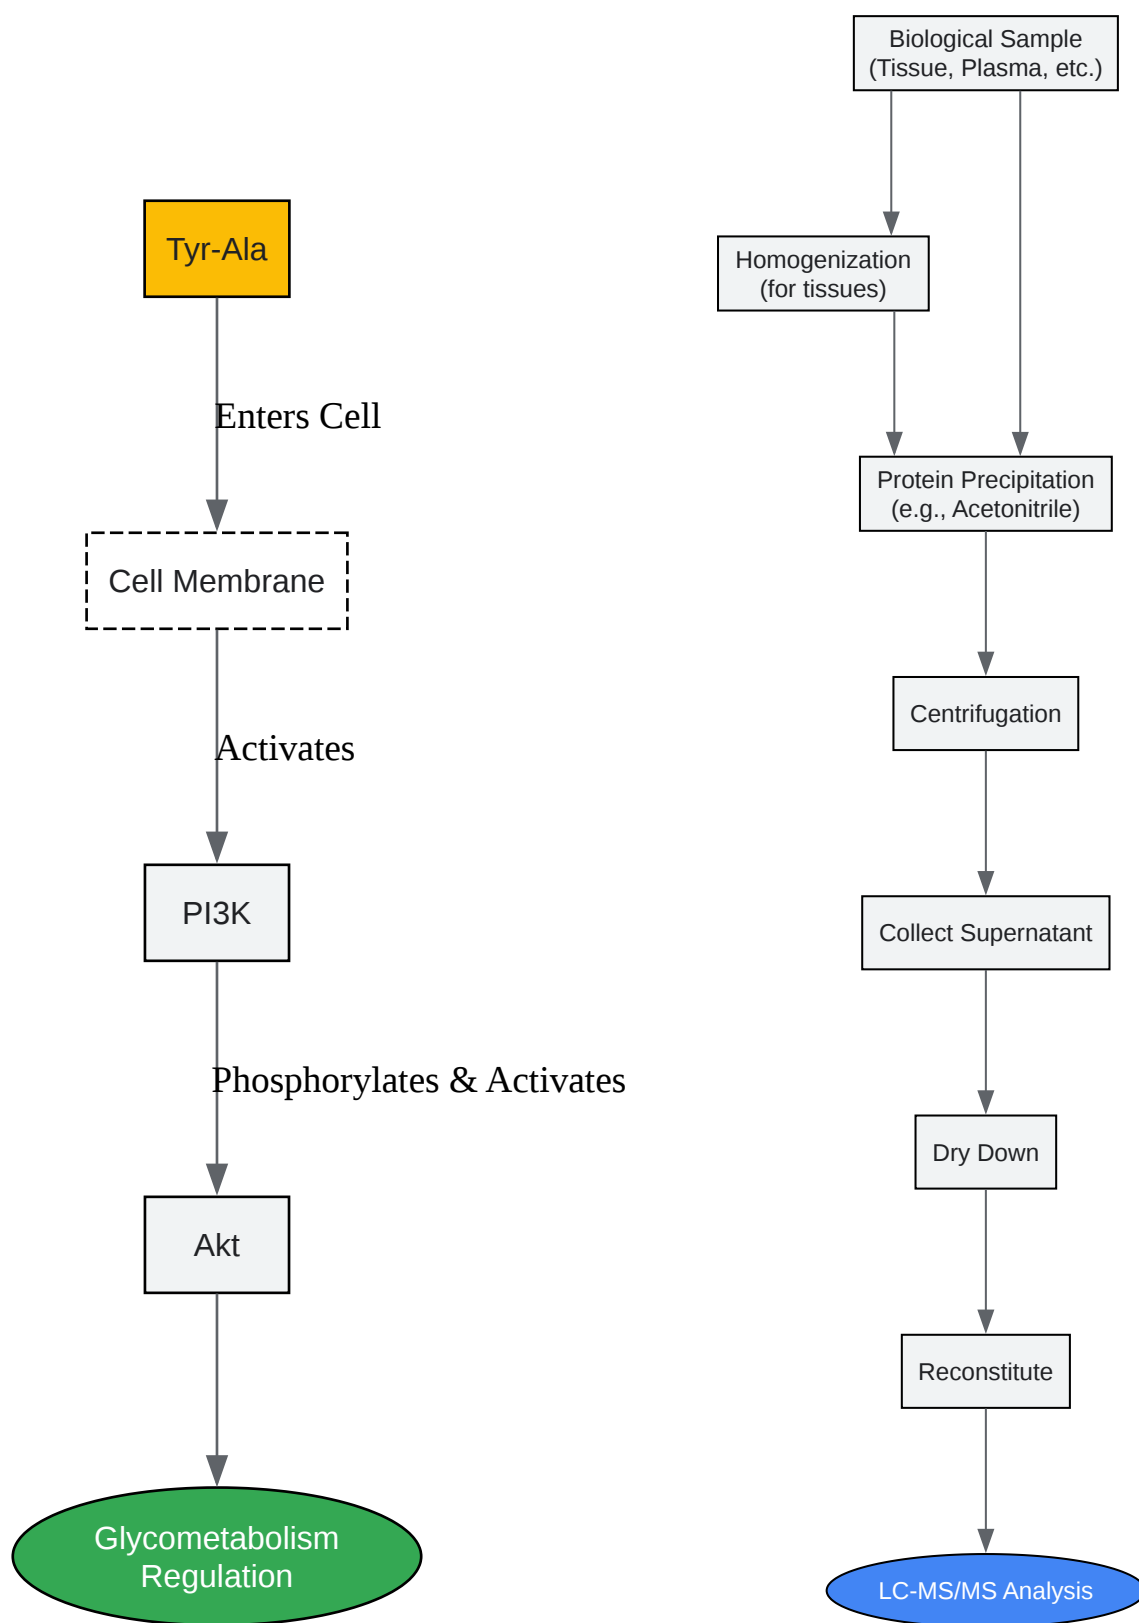 Tyr-Ala
Enters Cell
Cell Membrane
Activates
PI3K
Phosphorylates & Activates
Akt
Glycometabolism
Regulation
Biological Sample
(Tissue, Plasma, etc.)
Homogenization
(for tissues)
Protein Precipitation
(e.g., Acetonitrile)
Centrifugation
Collect Supernatant
Dry Down
Reconstitute
LC-MS/MS Analysis